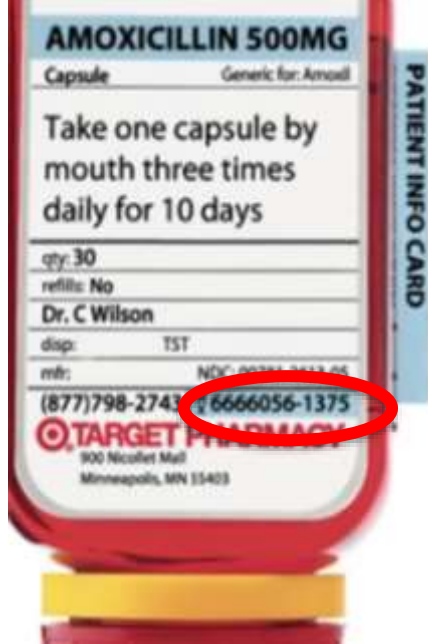 AMOXICILLIN 500MG
Capsule Generic for: Amoxil
Take one capsule by
mouth three times
daily for 10 days
qty: 30
refills: No
Dr. C Wilson
disp: TST
mfr: NDC:
(877)798-2743 6666056-1375
TARGET PHARMACY
900 Nicollet Mall
Minneapolis, MN 55403
PATIENT INFO CARD